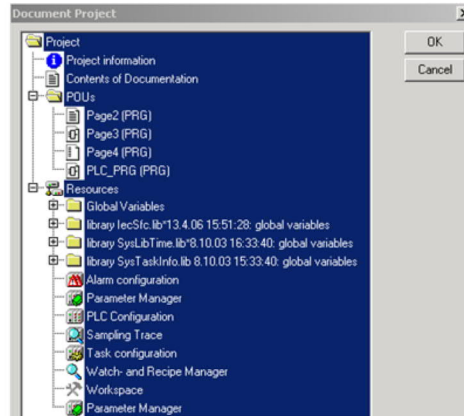 Document Project
Project
Project information
Contents of Documentation
POUs
Page2 (PRG)
Page3 (PRG)
Page4 (PRG)
PLC_PRG (PRG)
Resources
Global Variables
library IecSfc.lib*13.4.06 15:51:28: global variables
library SysLibTime.lib*8.10.03 16:33:40: global variables
library SysTaskInfo.lib 8.10.03 15:33:40: global variables
Alarm configuration
Parameter Manager
PLC Configuration
Sampling Trace
Task configuration
Watch- and Recipe Manager
Workspace
Parameter Manager
OK
Cancel